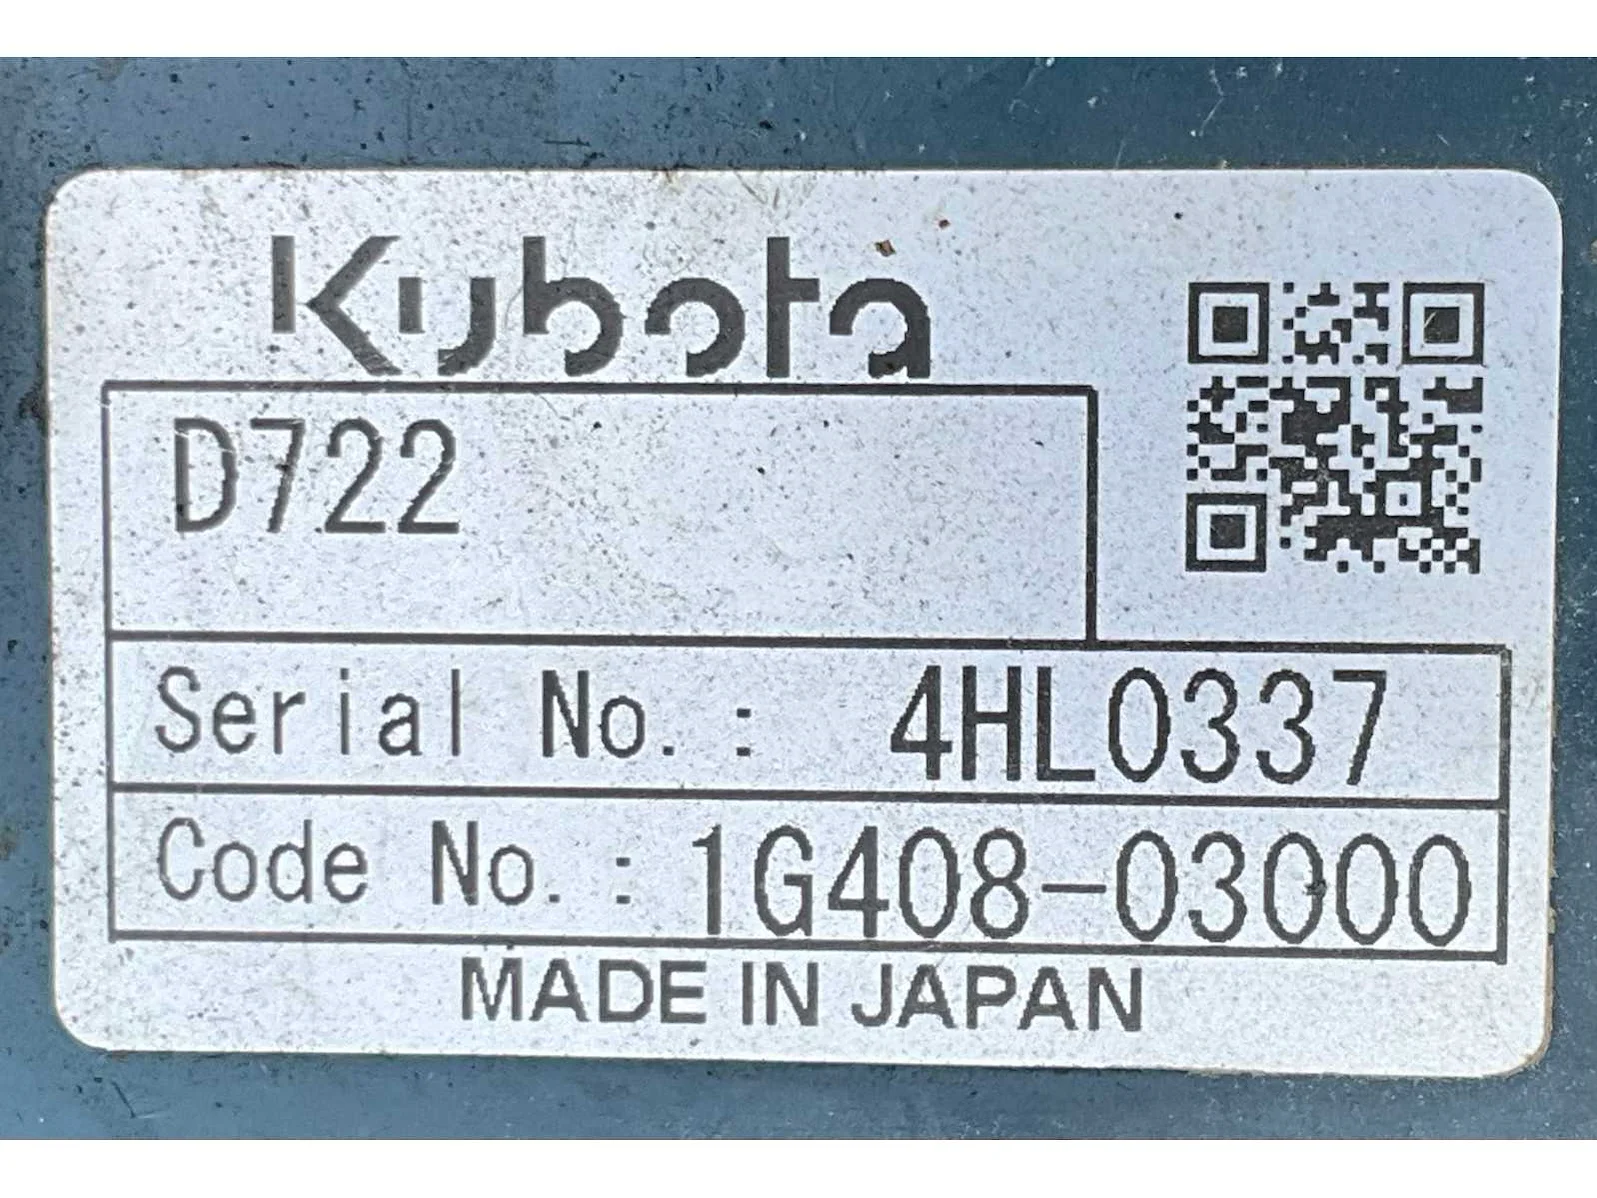 Kubota
D722
Serial No. : 4HL0337
Code No. : 1G408-03000
MADE IN JAPAN